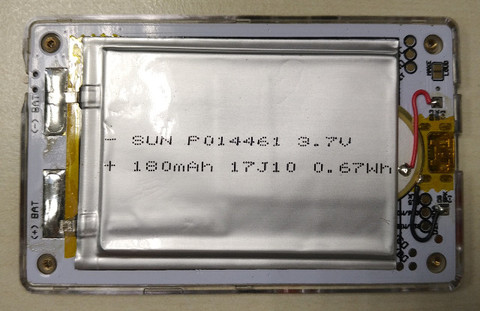 - SUN P014461 3.7V
+ 180mAh 17J10 0.67Wh
(-) BAT
(+) BAT